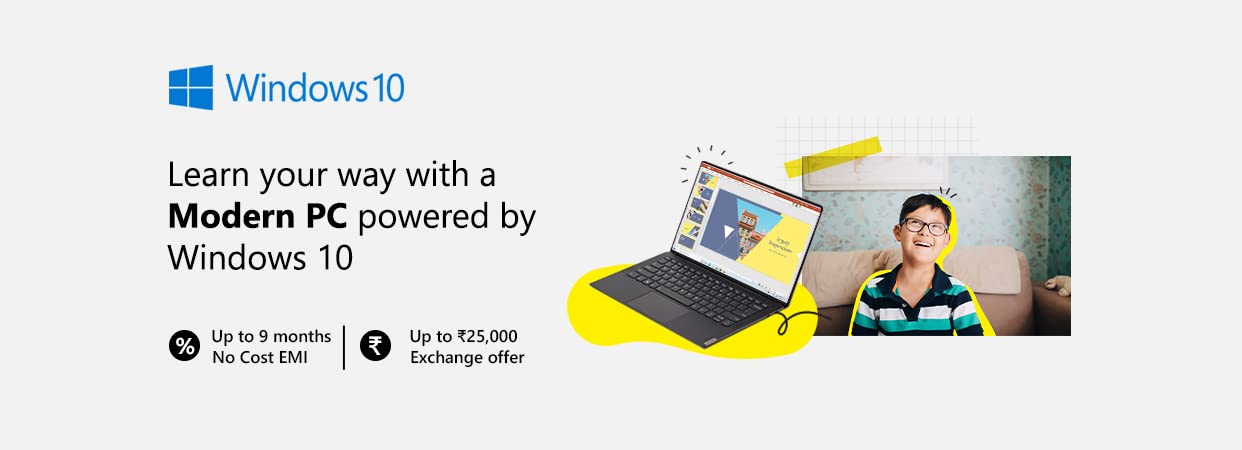 Windows 10
Learn your way with a
Modern PC powered by
Windows 10
% Up to 9 months
No Cost EMI
₹ Up to ₹25,000
Exchange offer